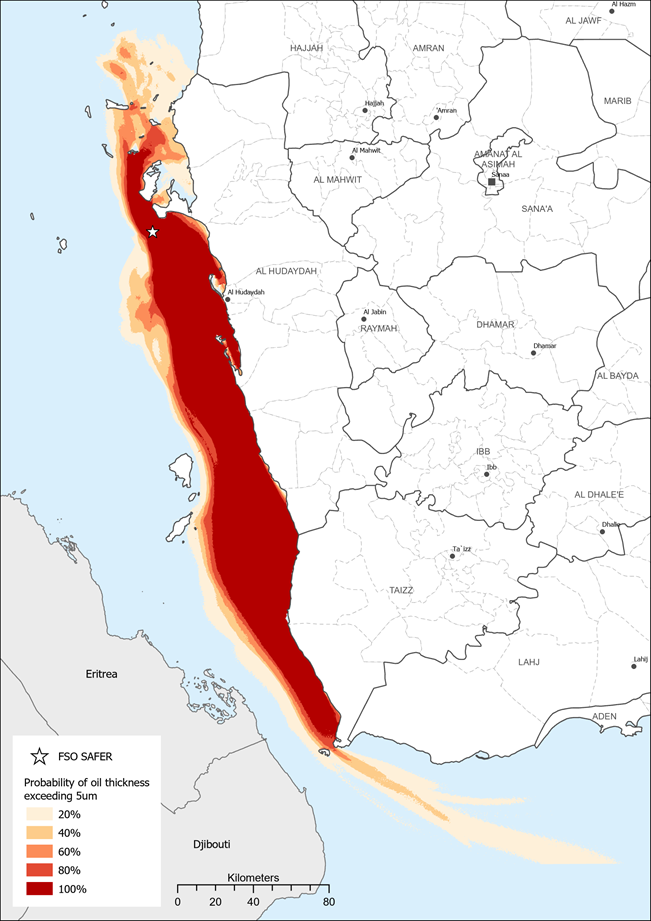 Al Hazm
AL JAWF
HAJJAH
AMRAN
MARIB
Hajjah
'Amran
Al Mahwit
AMANAT AL
ASIMAH
Sanaa
AL MAHWIT
SANA'A
AL HUDAYDAH
Al Hudaydah
Al Jabin
RAYMAH
DHAMAR
Dhamar
AL BAYDA
IBB
Ibb
AL DHALE'E
Dhale
Ta`izz
TAIZZ
LAHJ
Lahij
ADEN
Eritrea
Djibouti
FSO SAFER
Probability of oil thickness
exceeding 5um
20%
40%
60%
80%
100%
Kilometers
0 20 40 80